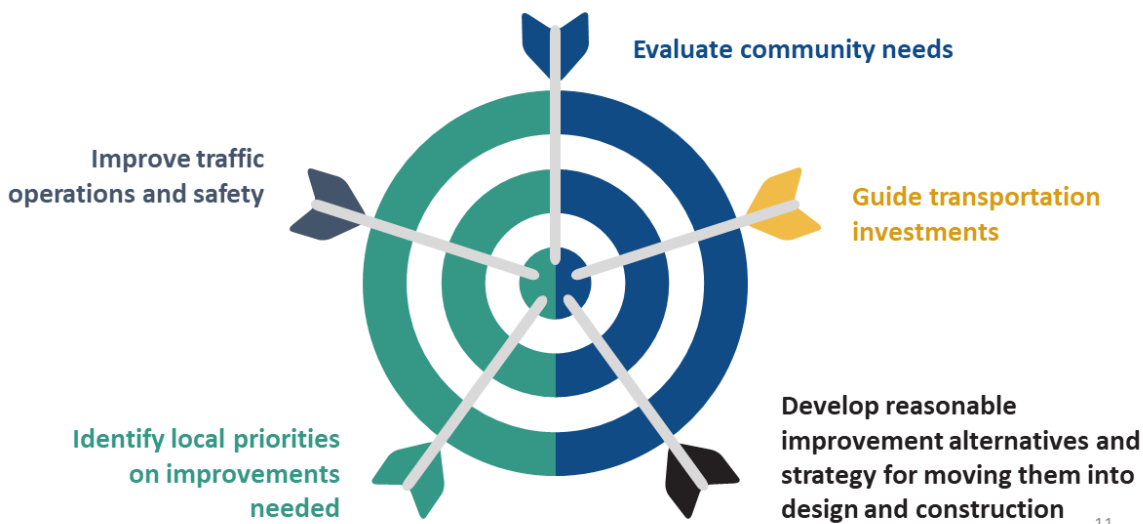 Evaluate community needs
Improve traffic
operations and safety
Guide transportation
investments
Identify local priorities
on improvements
needed
Develop reasonable
improvement alternatives and
strategy for moving them into
design and construction
11